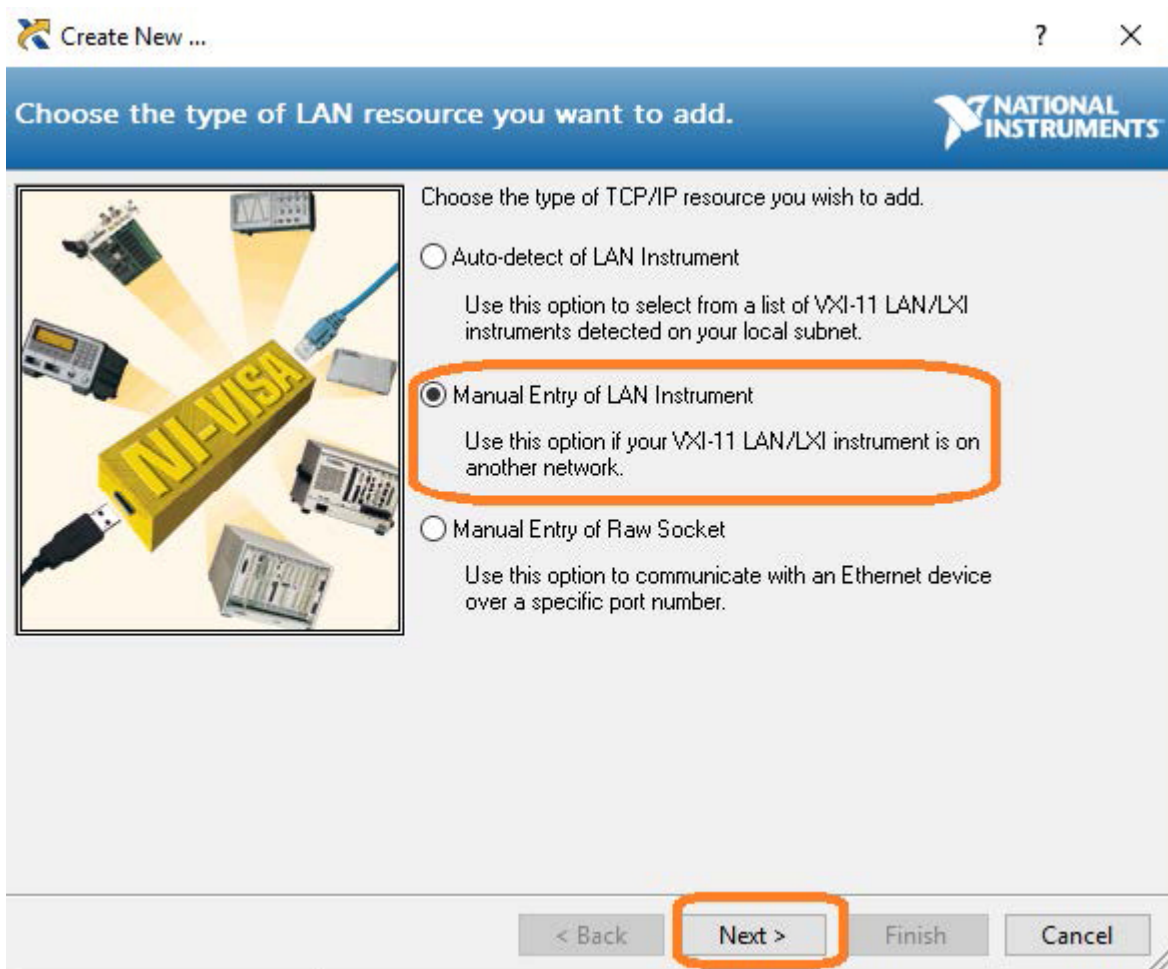 Create New ...
?
Choose the type of LAN resource you want to add.
NATIONAL
INSTRUMENTS
Choose the type of TCP/IP resource you wish to add.
Auto-detect of LAN Instrument
Use this option to select from a list of VXI-11 LAN/LXI
instruments detected on your local subnet.
Manual Entry of LAN Instrument
Use this option if your VXI-11 LAN/LXI instrument is on
another network.
Manual Entry of Raw Socket
Use this option to communicate with an Ethernet device
over a specific port number.
NI-VISA
< Back
Next >
Finish
Cancel